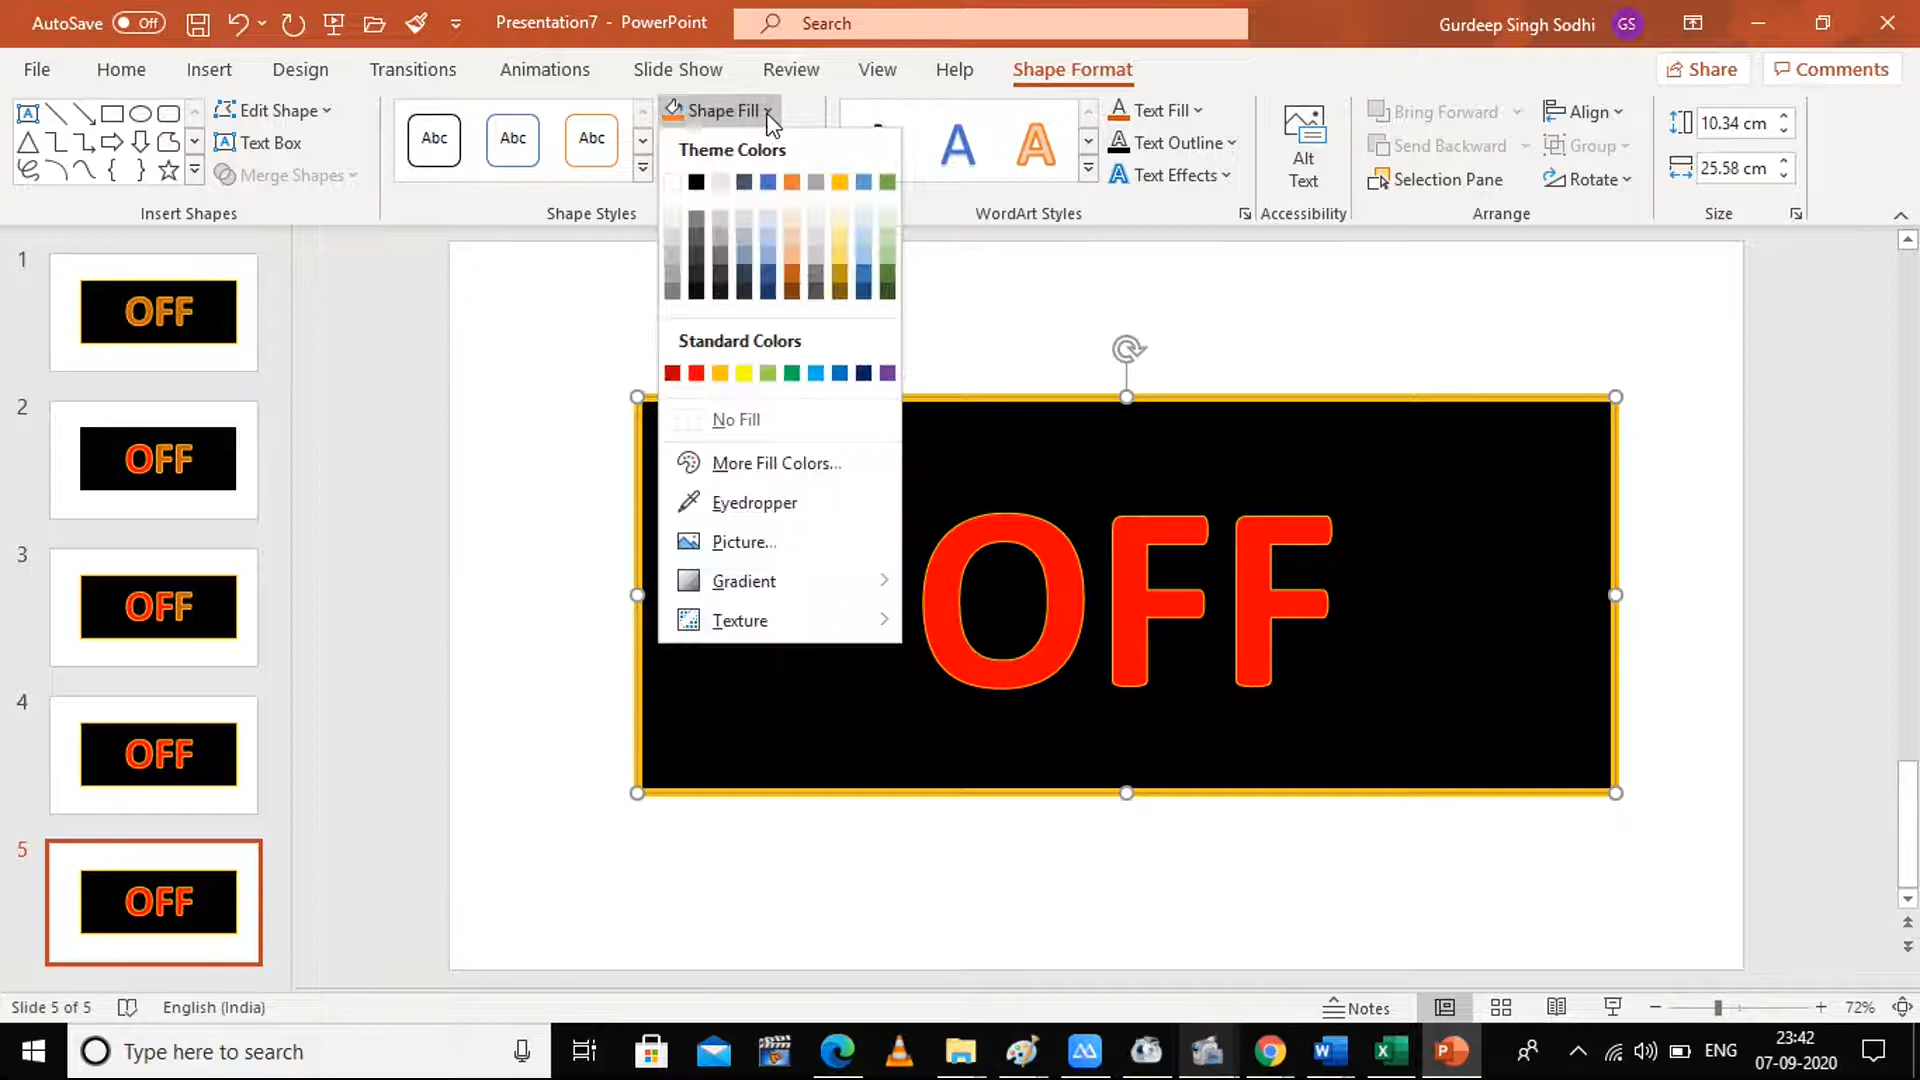 AutoSave Off Presentation7 - PowerPoint Search Gurdeep Singh Sodhi GS
File Home Insert Design Transitions Animations Slide Show Review View Help Shape Format Share Comments
Edit Shape
Text Box
Merge Shapes
Insert Shapes
Abc Abc Abc
Shape Styles
Shape Fill
Theme Colors
Standard Colors
No Fill
More Fill Colors...
Eyedropper
Picture...
Gradient
Texture
A A
Text Fill
Text Outline
Text Effects
WordArt Styles
Alt
Text
Accessibility
Bring Forward
Send Backward
Selection Pane
Align
Group
Rotate
Arrange
10.34 cm
25.58 cm
Size
1
OFF
2
OFF
3
OFF
4
OFF
5
OFF
OFF
Slide 5 of 5 English (India) Notes 72%
Type here to search ENG 23:42
07-09-2020